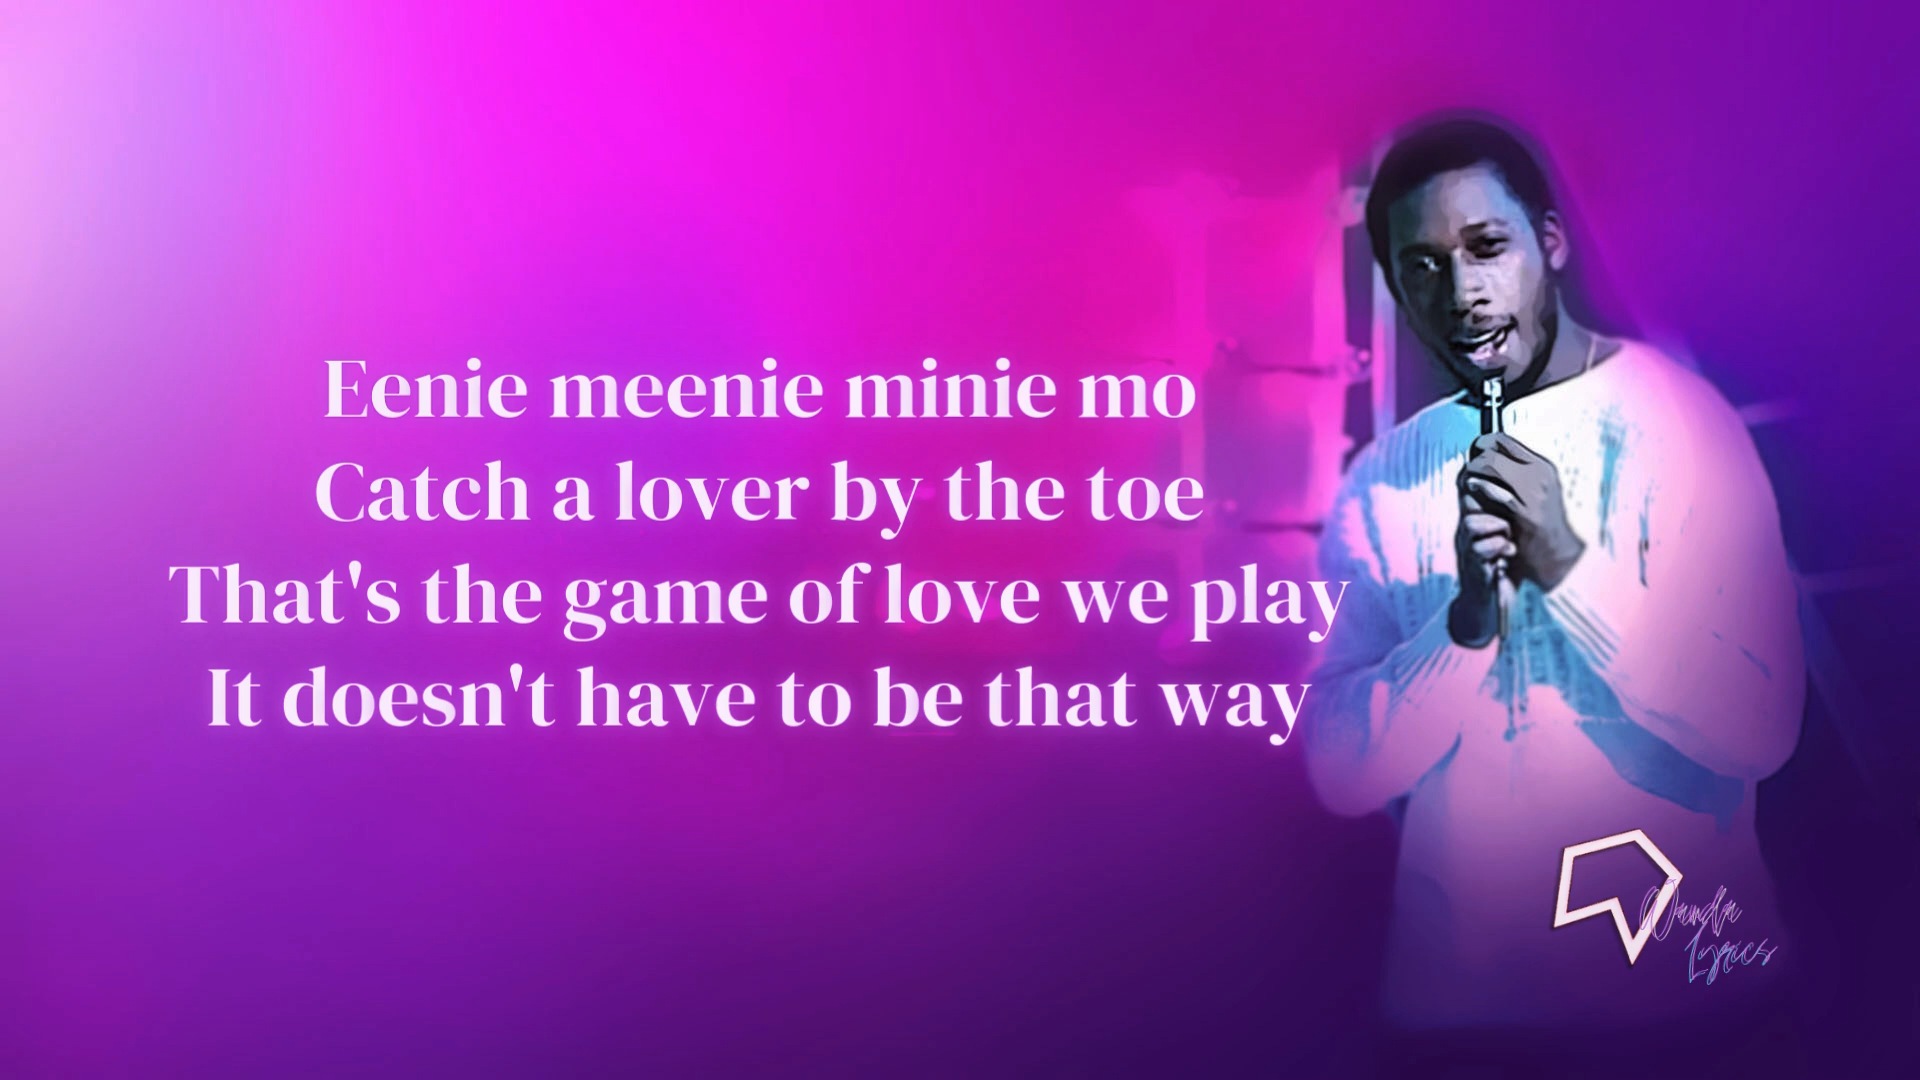 Eenie meenie minie mo
Catch a lover by the toe
That's the game of love we play
It doesn't have to be that way
Lyrics